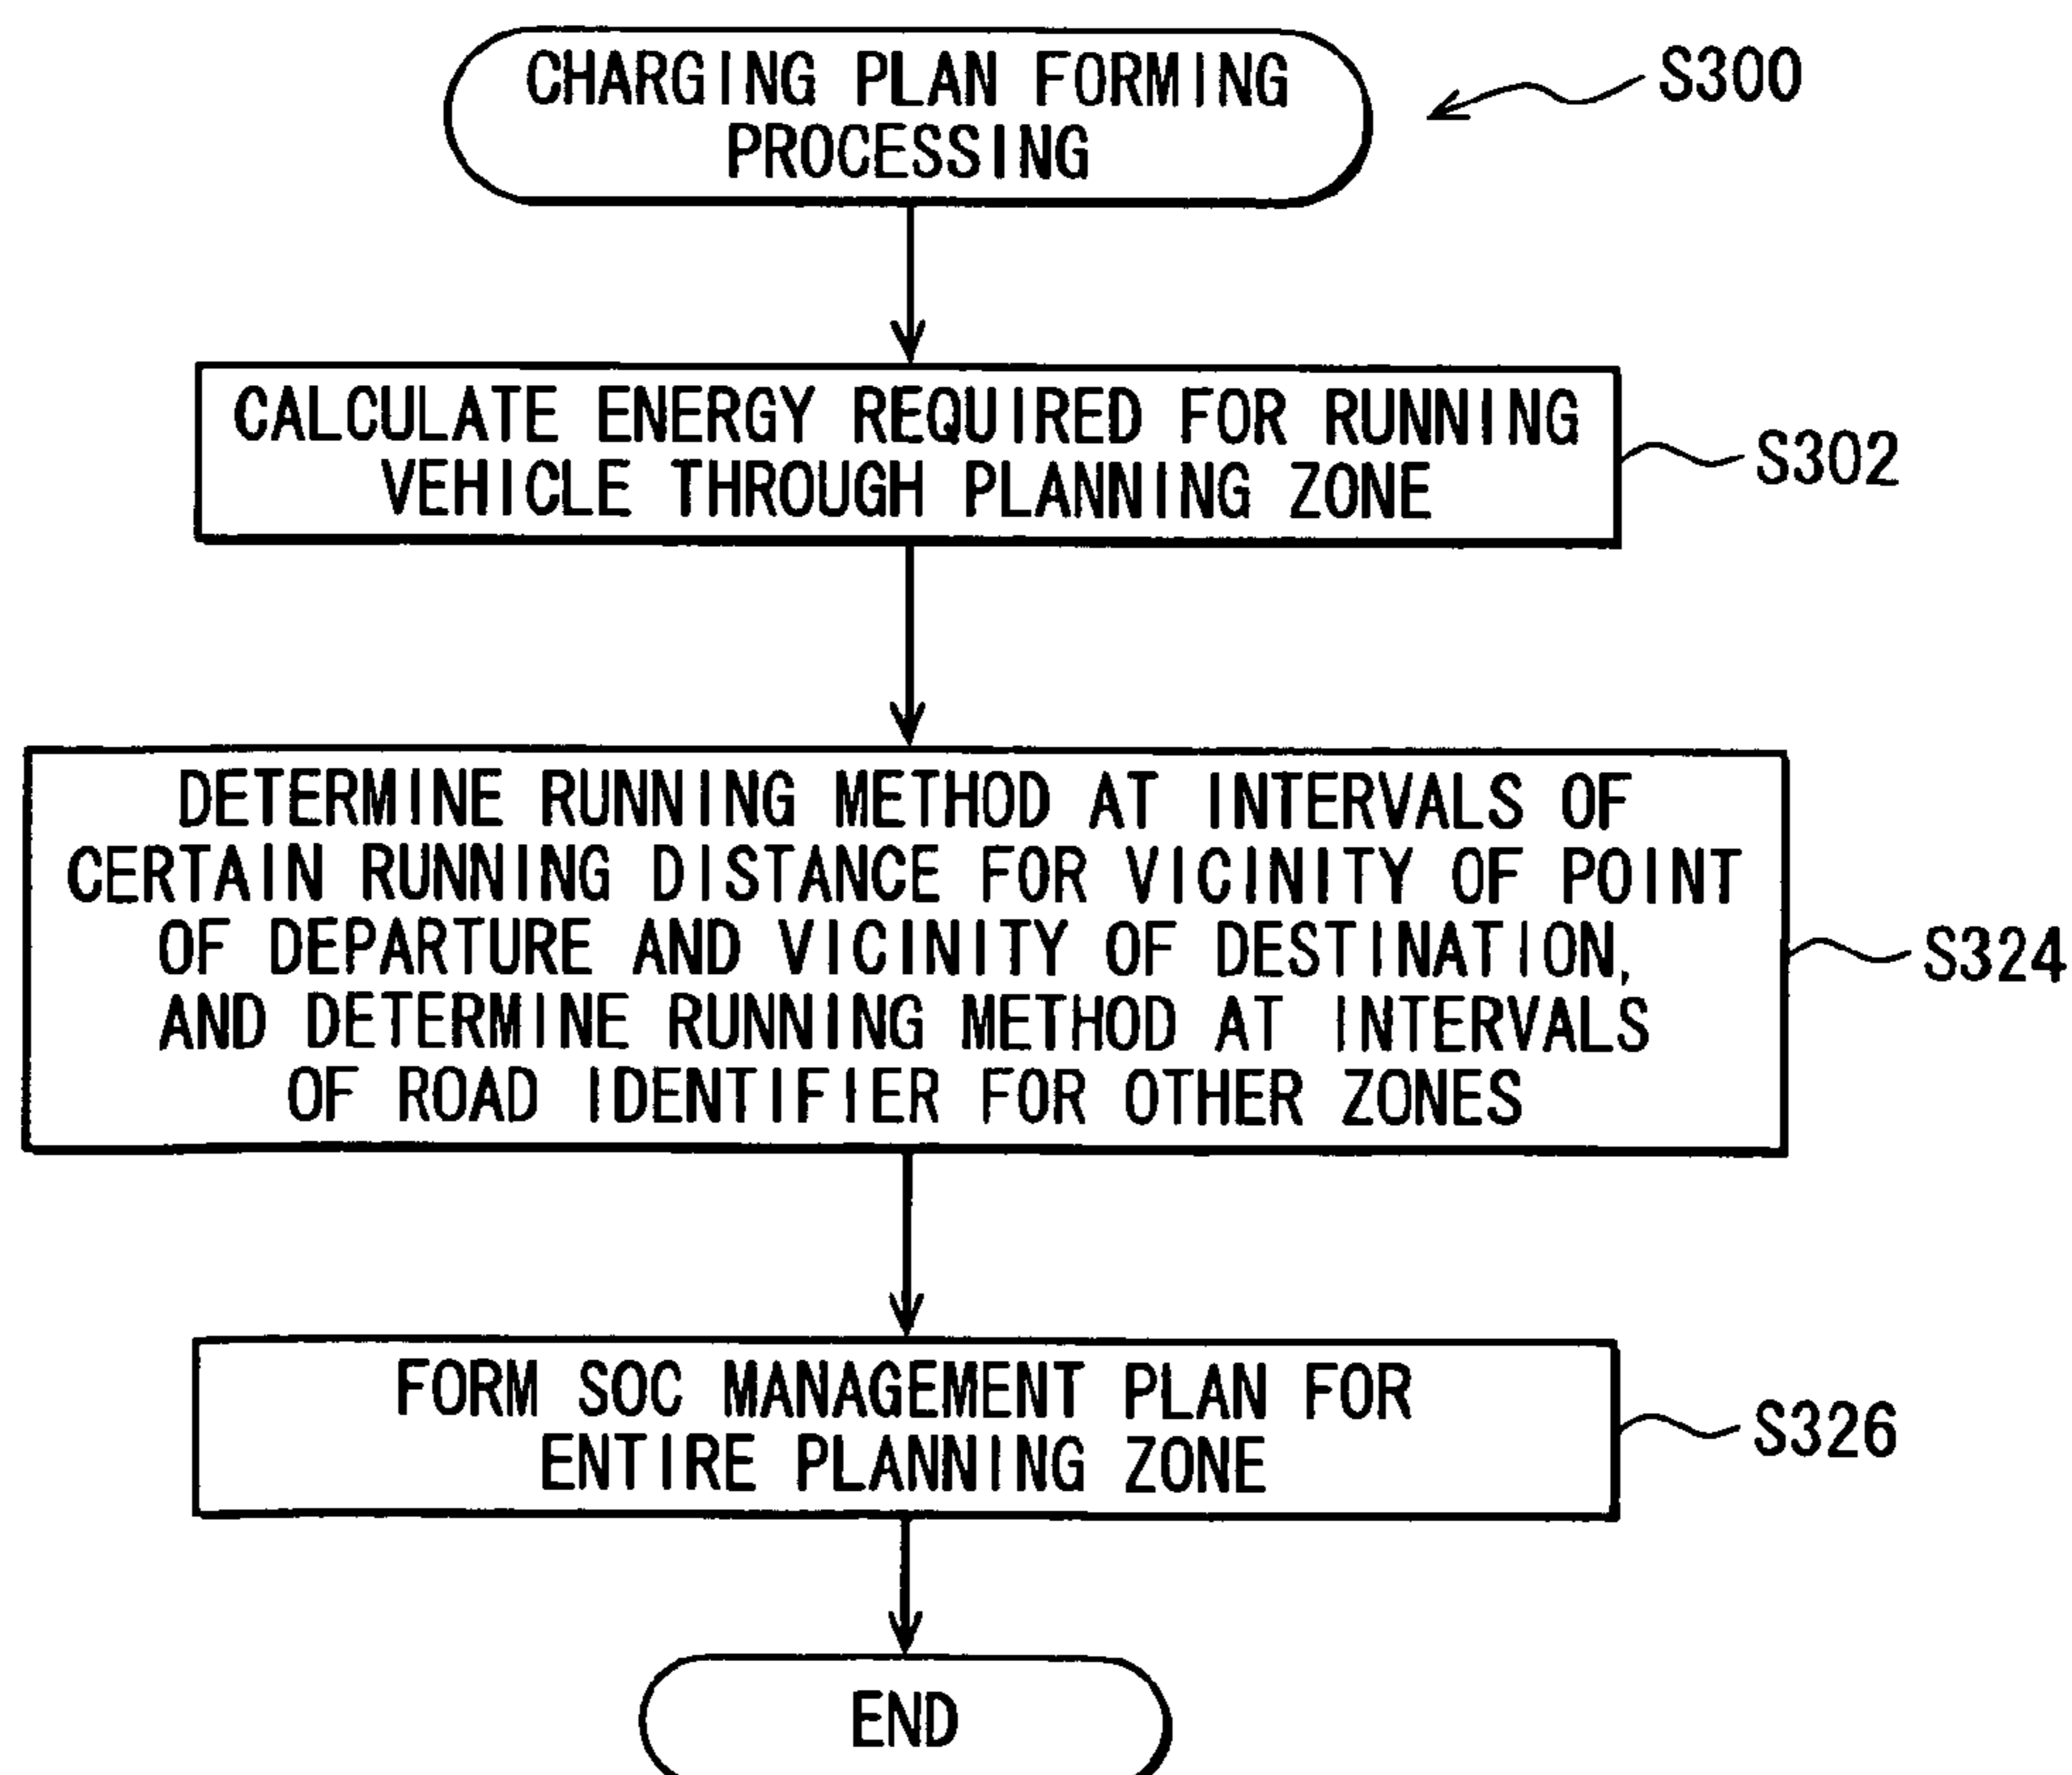 CHARGING PLAN FORMING
PROCESSING
S300
CALCULATE ENERGY REQUIRED FOR RUNNING
VEHICLE THROUGH PLANNING ZONE
S302
DETERMINE RUNNING METHOD AT INTERVALS OF
CERTAIN RUNNING DISTANCE FOR VICINITY OF POINT
OF DEPARTURE AND VICINITY OF DESTINATION,
AND DETERMINE RUNNING METHOD AT INTERVALS
OF ROAD IDENTIFIER FOR OTHER ZONES
S324
FORM SOC MANAGEMENT PLAN FOR
ENTIRE PLANNING ZONE
S326
END